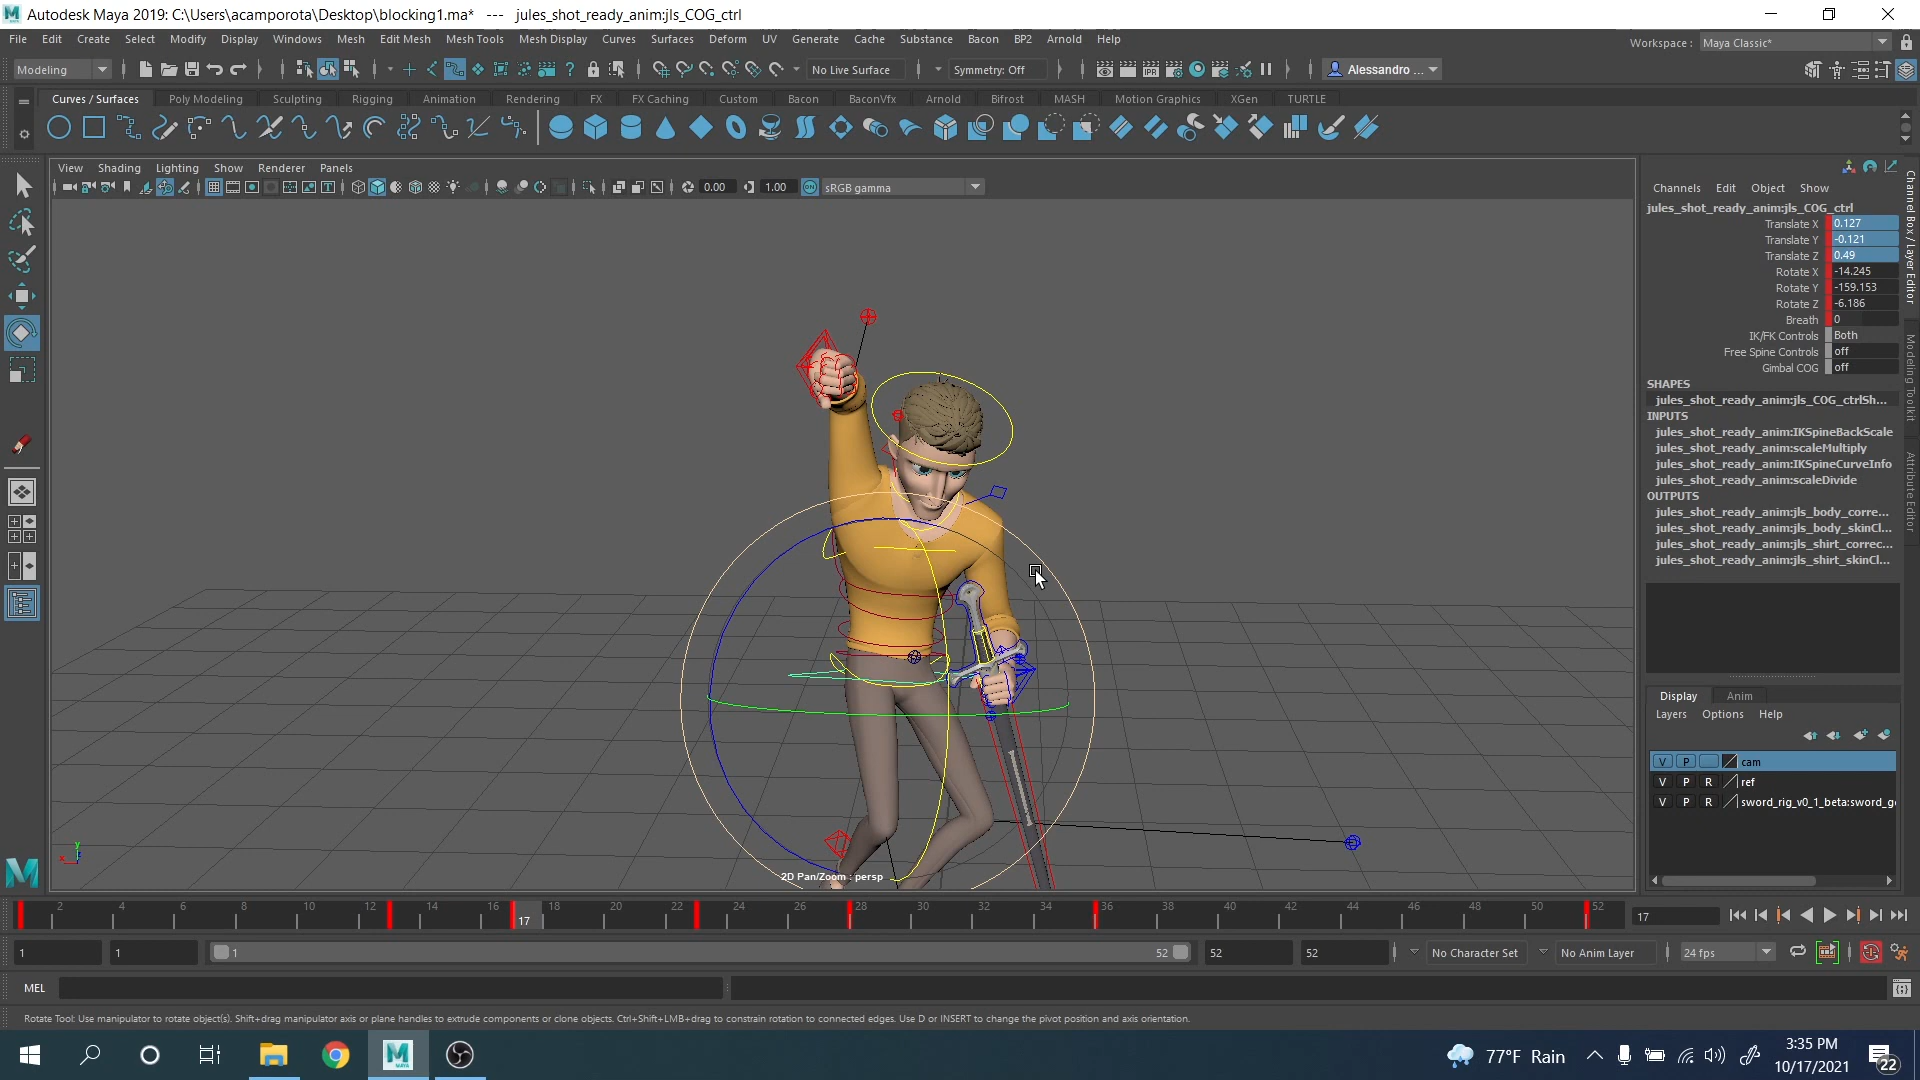 Autodesk Maya 2019: C:\Users\acamporota\Desktop\blocking1.ma* --- jules_shot_ready_anim:jls_COG_ctrl
File Edit Create Select Modify Display Windows Mesh Edit Mesh Mesh Tools Mesh Display Curves Surfaces Deform UV Generate Cache Substance Bacon BP2 Arnold Help
Workspace : Maya Classic*
Modeling No Live Surface Symmetry: Off IPR Alessandro ...
Curves / Surfaces Poly Modeling Sculpting Rigging Animation Rendering FX FX Caching Custom Bacon BaconVfx Arnold Bifrost MASH Motion Graphics XGen TURTLE
View Shading Lighting Show Renderer Panels
0.00 1.00 ON sRGB gamma
Channels Edit Object Show
jules_shot_ready_anim:jls_COG_ctrl
Translate X 0.127
Translate Y -0.121
Translate Z 0.49
Rotate X -14.245
Rotate Y -159.153
Rotate Z -6.186
Breath 0
IK/FK Controls Both
Free Spine Controls off
Gimbal COG off
SHAPES
jules_shot_ready_anim:jls_COG_ctrlSh...
INPUTS
jules_shot_ready_anim:IKSpineBackScale
jules_shot_ready_anim:scaleMultiply
jules_shot_ready_anim:IKSpineCurveInfo
jules_shot_ready_anim:scaleDivide
OUTPUTS
jules_shot_ready_anim:jls_body_corre...
jules_shot_ready_anim:jls_body_skinCl...
jules_shot_ready_anim:jls_shirt_correc...
jules_shot_ready_anim:jls_shirt_skinCl...
Channel Box / Layer Editor
Modeling Toolkit
Attribute Editor
Display Anim
Layers Options Help
V P cam
V P R ref
V P R sword_rig_v0_1_beta:sword_g
y
x
2D Pan/Zoom : persp
2 4 6 8 10 12 14 16 18 20 22 24 26 28 30 32 34 36 38 40 42 44 46 48 50 52
17 17
1 1 1 52 52 52 No Character Set No Anim Layer 24 fps
MEL
Rotate Tool: Use manipulator to rotate object(s). Shift+drag manipulator axis or plane handles to extrude components or clone objects. Ctrl+Shift+LMB+drag to constrain rotation to connected edges. Use D or INSERT to change the pivot position and axis orientation.
77°F Rain
3:35 PM
10/17/2021
22